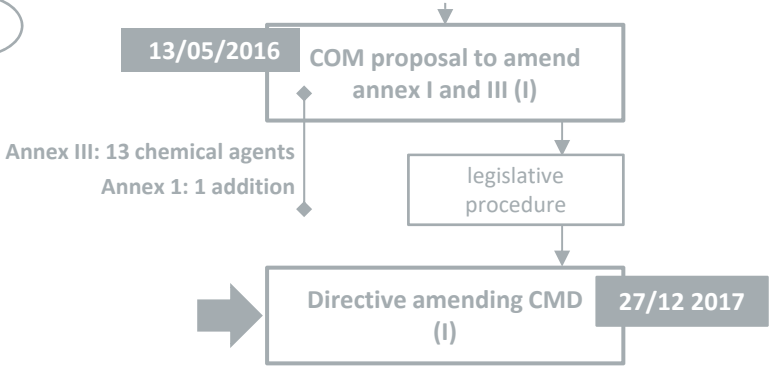 13/05/2016
COM proposal to amend
annex I and III (I)
Annex III: 13 chemical agents
Annex 1: 1 addition
legislative
procedure
Directive amending CMD
(I)
27/12 2017